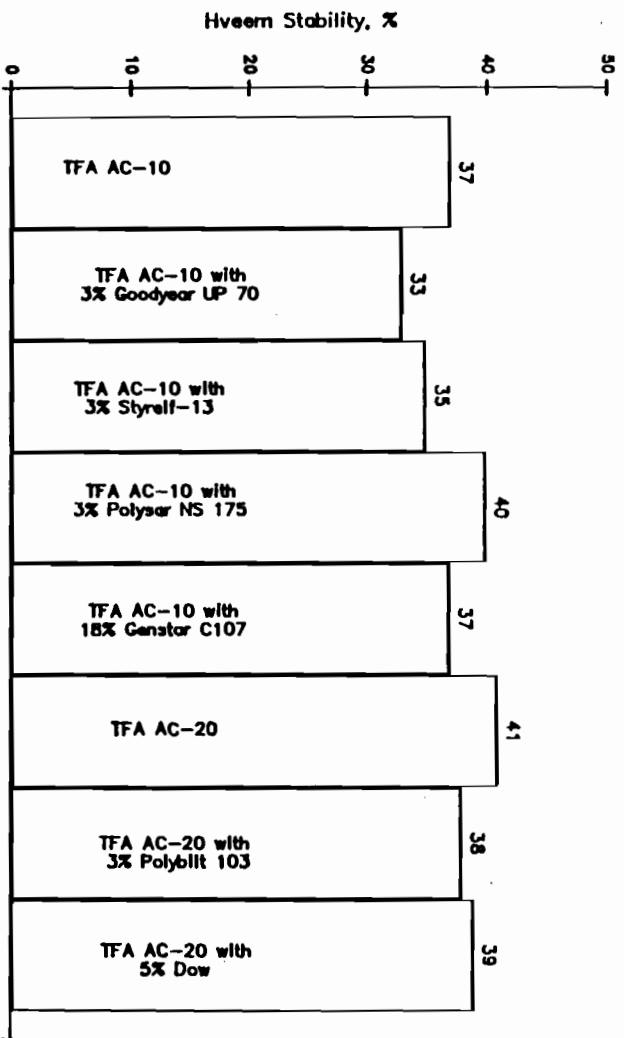 Hveem Stability, %
0
10
20
30
40
50
TFA AC-10
37
TFA AC-10 with
3% Goodyear UP 70
33
TFA AC-10 with
3% Styrelf-13
35
TFA AC-10 with
3% Polysar NS 175
40
TFA AC-10 with
18% Genstar C107
37
TFA AC-20
41
TFA AC-20 with
3% Polybilt 103
38
TFA AC-20 with
5% Dow
39